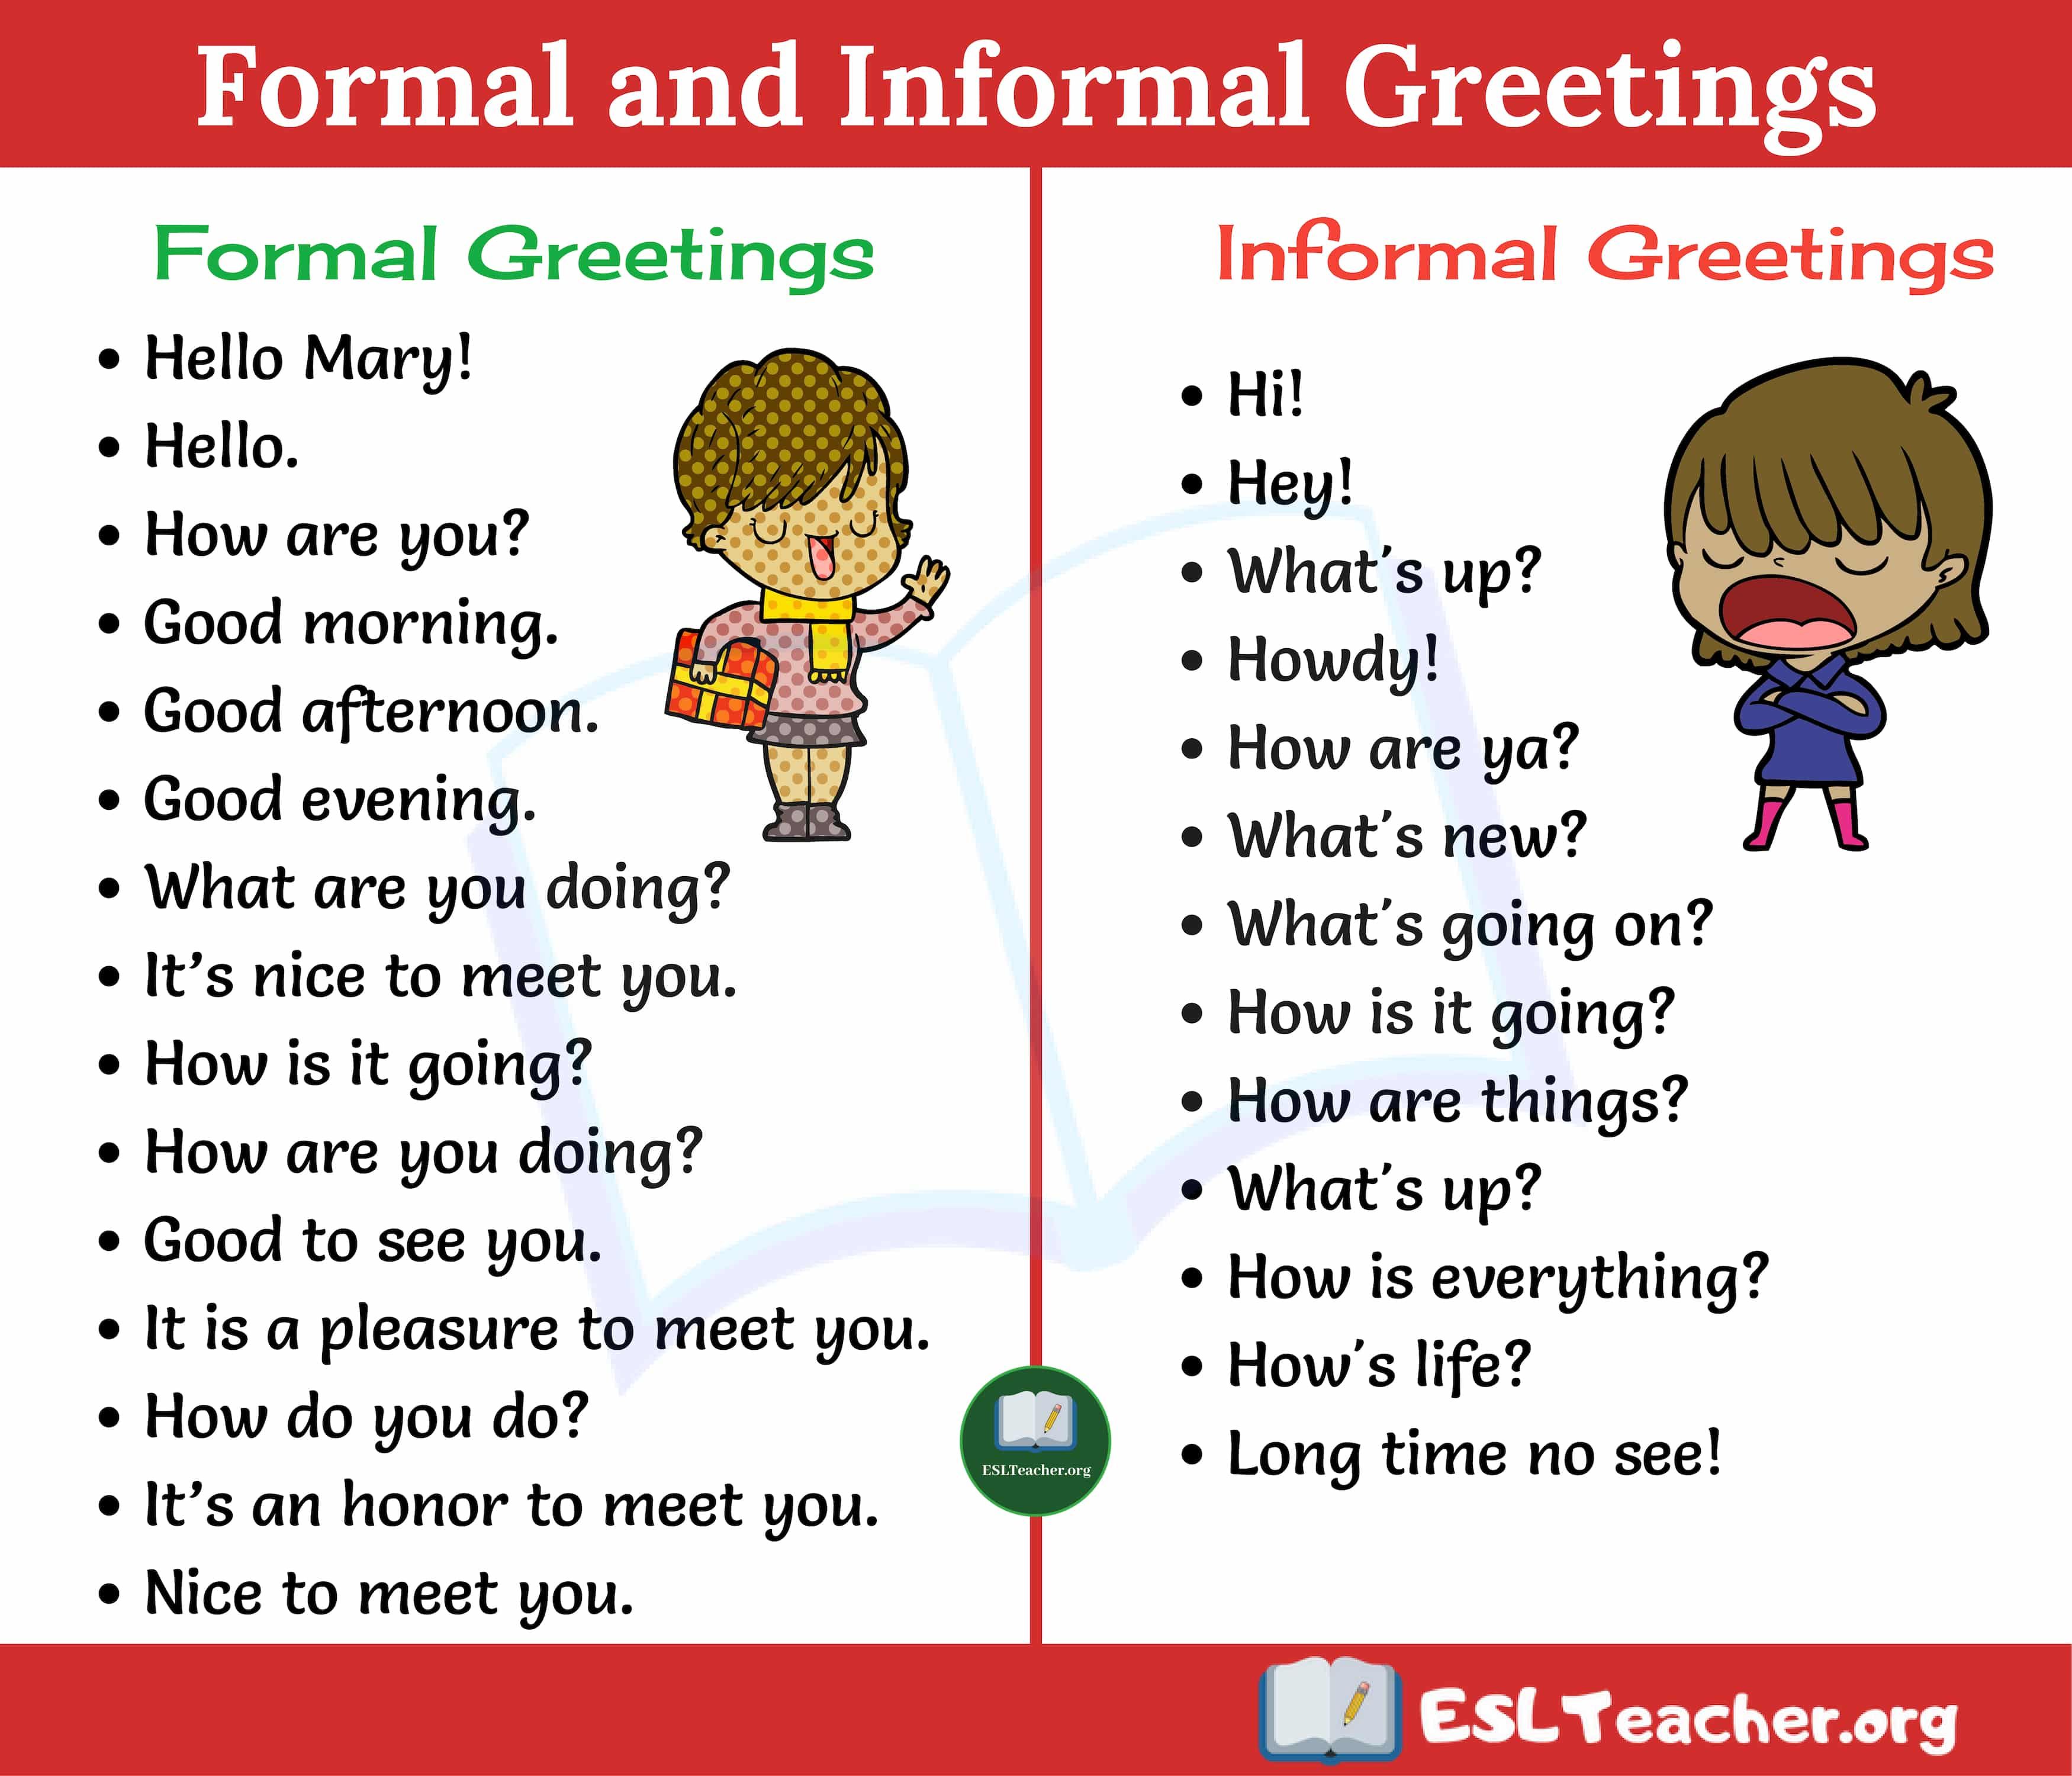 Formal and Informal Greetings
Formal Greetings
• Hello Mary!
• Hello.
• How are you?
• Good morning.
• Good afternoon.
• Good evening.
• What are you doing?
• It’s nice to meet you.
• How is it going?
• How are you doing?
• Good to see you.
• It is a pleasure to meet you.
• How do you do?
• It’s an honor to meet you.
• Nice to meet you.
Informal Greetings
• Hi!
• Hey!
• What's up?
• Howdy!
• How are ya?
• What's new?
• What's going on?
• How is it going?
• How are things?
• What's up?
• How is everything?
• How's life?
• Long time no see!
ESLTeacher.org
ESLTeacher.org